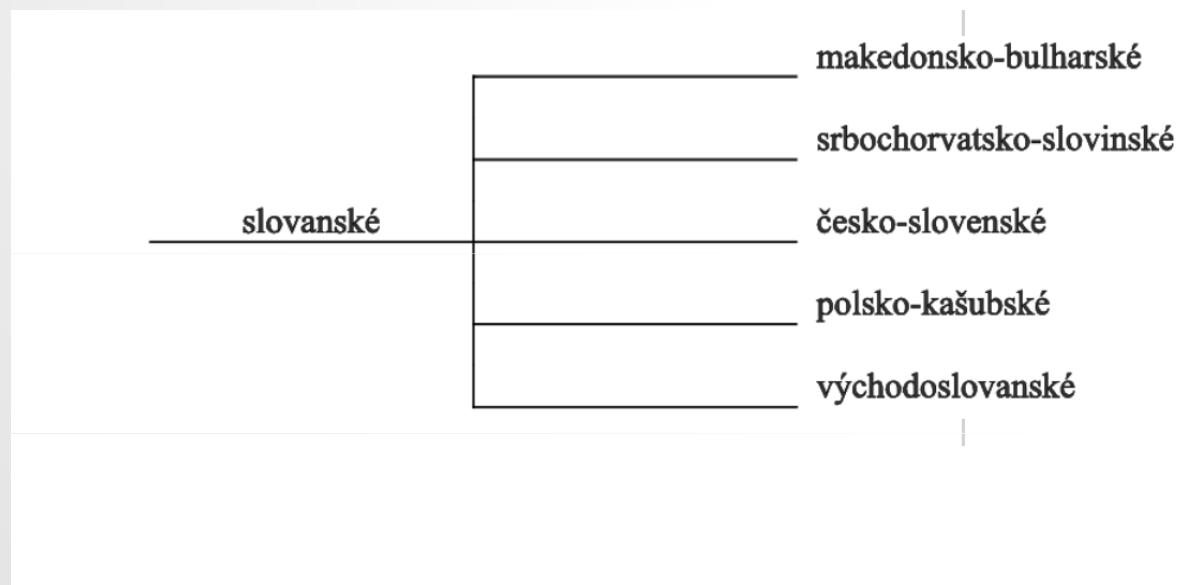 makedonsko-bulharské
srbochorvatsko-slovinské
slovanské
česko-slovenské
polsko-kašubské
východoslovanské